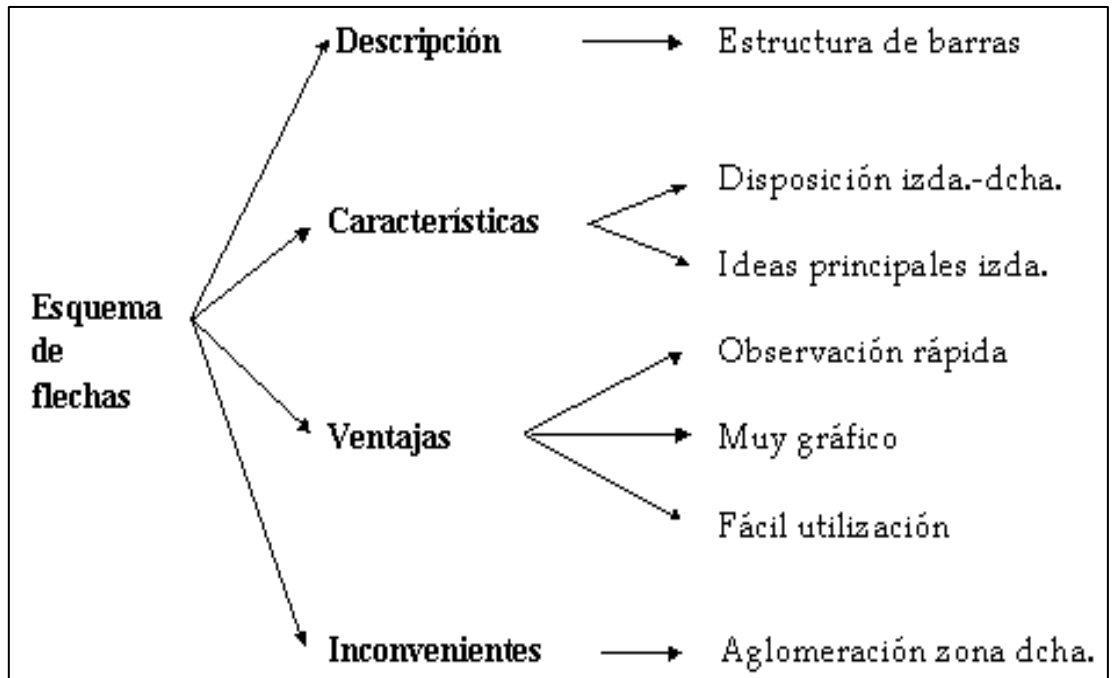 Descripción
Estructura de barras
Características
Disposición izda.-dcha.
Ideas principales izda.
Esquema
de
flechas
Ventajas
Observación rápida
Muy gráfico
Fácil utilización
Inconvenientes
Aglomeración zona dcha.